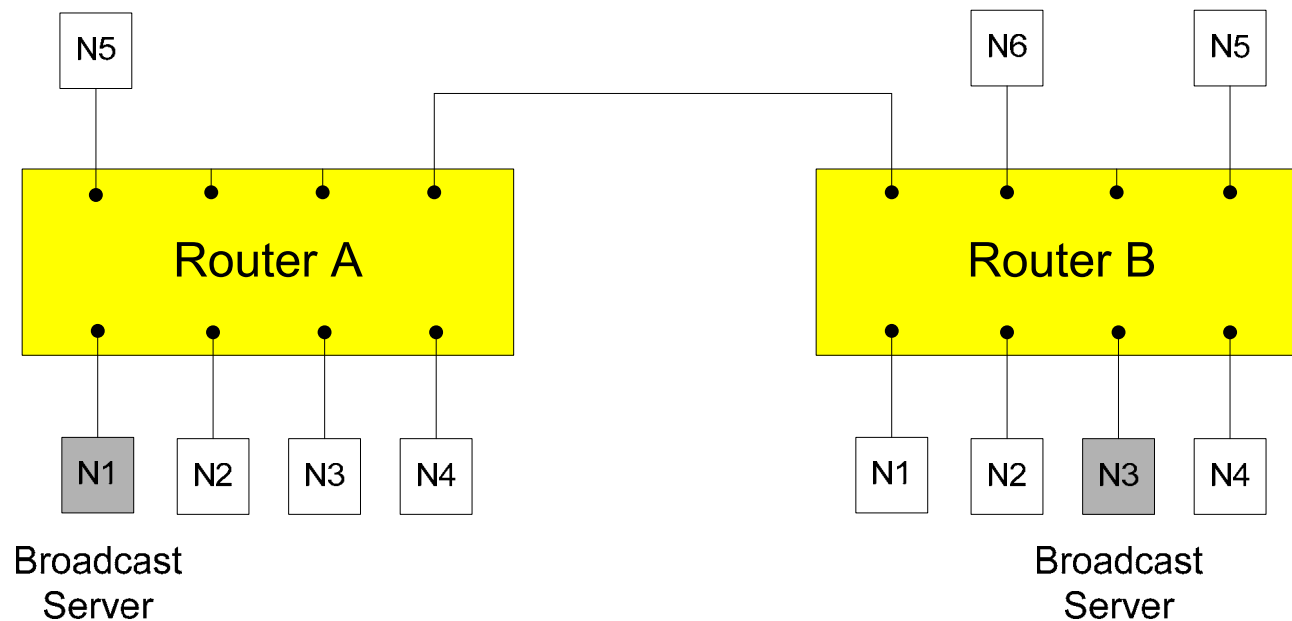 N5
N6
N5
Router A
Router B
N1
N2
N3
N4
N1
N2
N3
N4
Broadcast
Server
Broadcast
Server